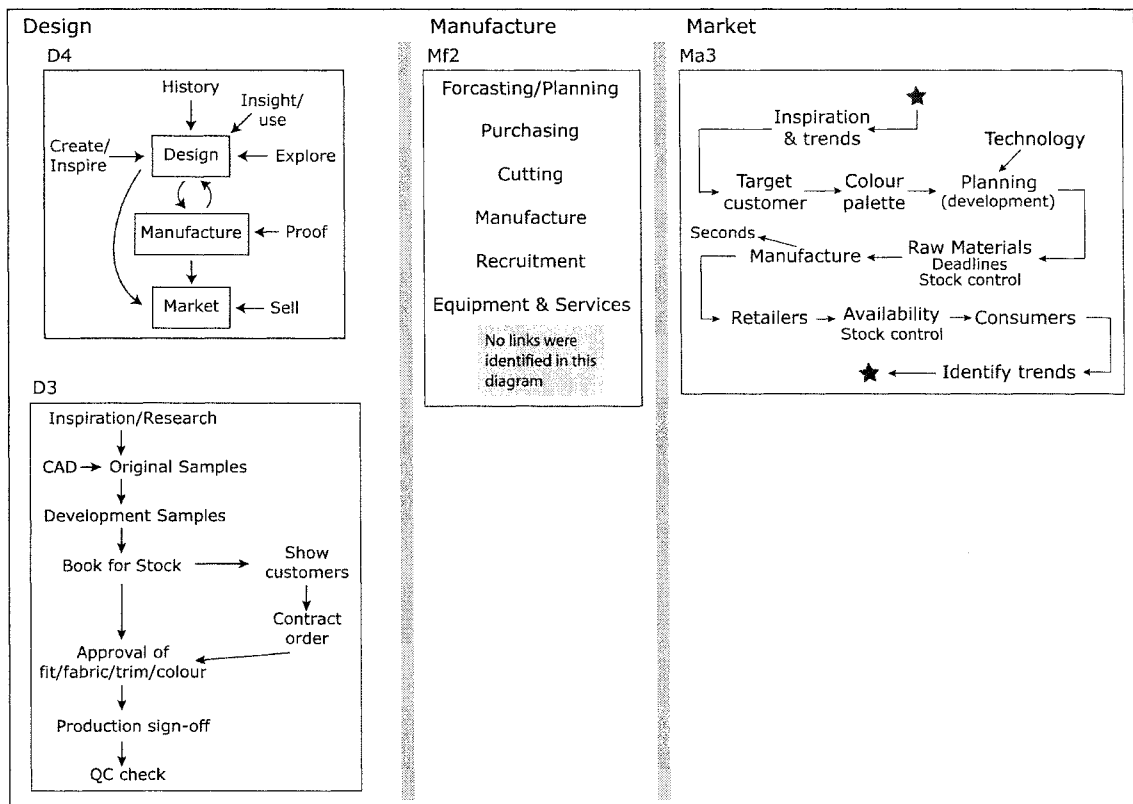 Design
D4
History
Insight/
use
Create/
Inspire
Design
Explore
Manufacture
Proof
Market
Sell
D3
Inspiration/Research
CAD
Original Samples
Development Samples
Book for Stock
Show
customers
Contract
order
Approval of
fit/fabric/trim/colour
Production sign-off
QC check
Manufacture
Mf2
Forcasting/Planning
Purchasing
Cutting
Manufacture
Recruitment
Equipment & Services
No links were
identified in this
diagram
Market
Ma3
Inspiration
& trends
Technology
Target
customer
Colour
palette
Planning
(development)
Seconds
Manufacture
Raw Materials
Deadlines
Stock control
Retailers
Availability
Stock control
Consumers
Identify trends